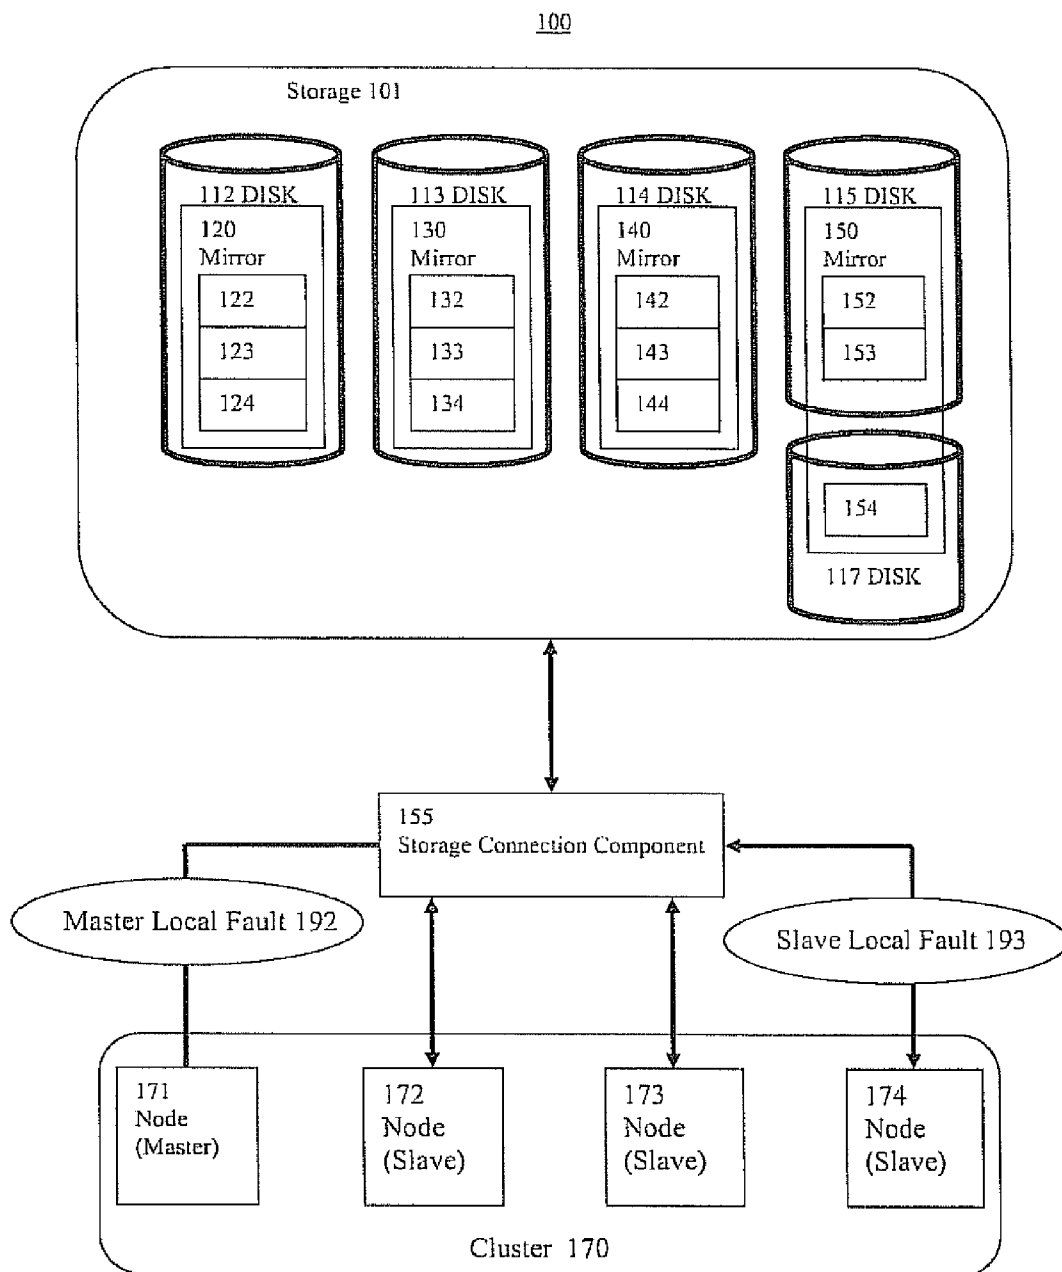 100
Storage 101
112 DISK
120
Mirror
122
123
124
113 DISK
130
Mirror
132
133
134
114 DISK
140
Mirror
142
143
144
115 DISK
150
Mirror
152
153
154
117 DISK
155
Storage Connection Component
Master Local Fault 192
Slave Local Fault 193
171
Node
(Master)
172
Node
(Slave)
173
Node
(Slave)
174
Node
(Slave)
Cluster 170